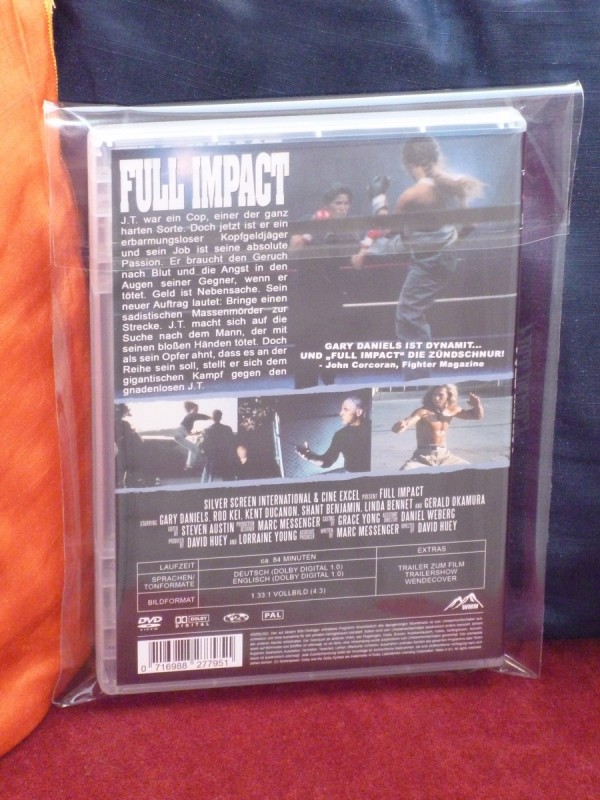 FULL IMPACT
J.T. war ein Cop, einer der ganz
harten Sorte. Doch jetzt ist er ein
erbarmungsloser Kopfgeldjäger
und sein Job ist seine absolute
Passion. Er braucht den Geruch
nach Blut und die Angst in den
Augen seiner Gegner, wenn er
tötet. Geld ist Nebensache. Sein
neuer Auftrag lautet: Bringe einen
sadistischen Massenmörder zur
Strecke. J.T. macht sich auf die
Suche nach dem Mann, der mit
seinen bloßen Händen tötet. Doch
als sein Opfer ahnt, dass es an der
Reihe sein soll, stellt er sich dem
gigantischen Kampf gegen den
gnadenlosen J.T.
GARY DANIELS IST DYNAMIT...
UND „FULL IMPACT“ DIE ZÜNDSCHNUR!
- John Corcoran, Fighter Magazine
SILVER SCREEN INTERNATIONAL & CINE EXCEL PRESENT FULL IMPACT
STARRING GARY DANIELS, ROD KEI, KENT DUCANON, SHANT BENJAMIN, LINDA BENNET AND GERALD OKAMURA
STEVEN AUSTIN MARC MESSENGER GRACE YONG DANIEL WEBERG
DAVID HUEY AND LORRAINE YOUNG MARC MESSENGER DAVID HUEY
LAUFZEIT ca. 84 MINUTEN EXTRAS
SPRACHEN/TONFORMATE DEUTSCH (DOLBY DIGITAL 1.0)
ENGLISCH (DOLBY DIGITAL 1.0)
TRAILER ZUM FILM
TRAILERSHOW
WENDECOVER
BILDFORMAT 1.33:1 VOLLBILD (4:3)
DVD VIDEO DOLBY DIGITAL PAL WMM
0 716988 277951